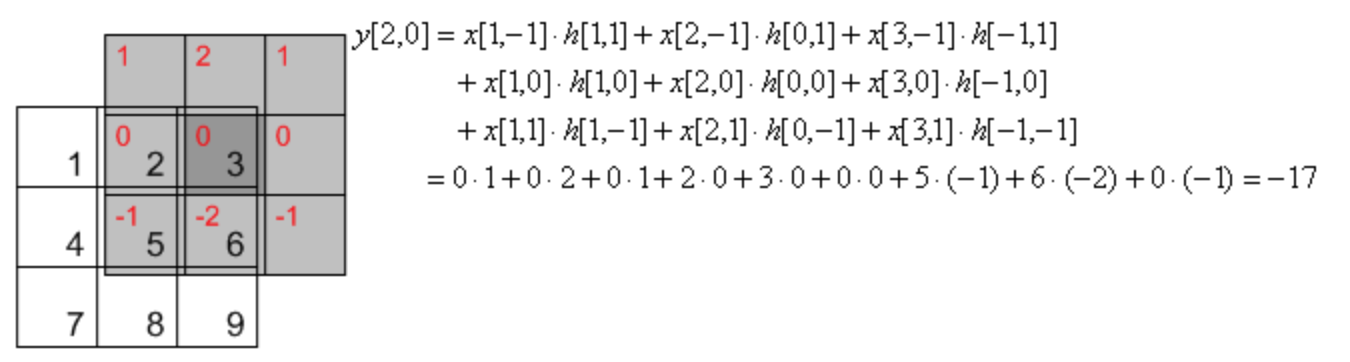 1 2 1
0 0 0
1 2 3
-1 -2 -1
4 5 6
7 8 9
y[2,0] = x[1,−1]· h[1,1] + x[2,−1]· h[0,1] + x[3,−1]· h[−1,1]
+ x[1,0]· h[1,0] + x[2,0]· h[0,0] + x[3,0]· h[−1,0]
+ x[1,1]· h[1,−1] + x[2,1]· h[0,−1] + x[3,1]· h[−1,−1]
= 0·1 + 0·2 + 0·1 + 2·0 + 3·0 + 0·0 + 5·(−1) + 6·(−2) + 0·(−1) = −17